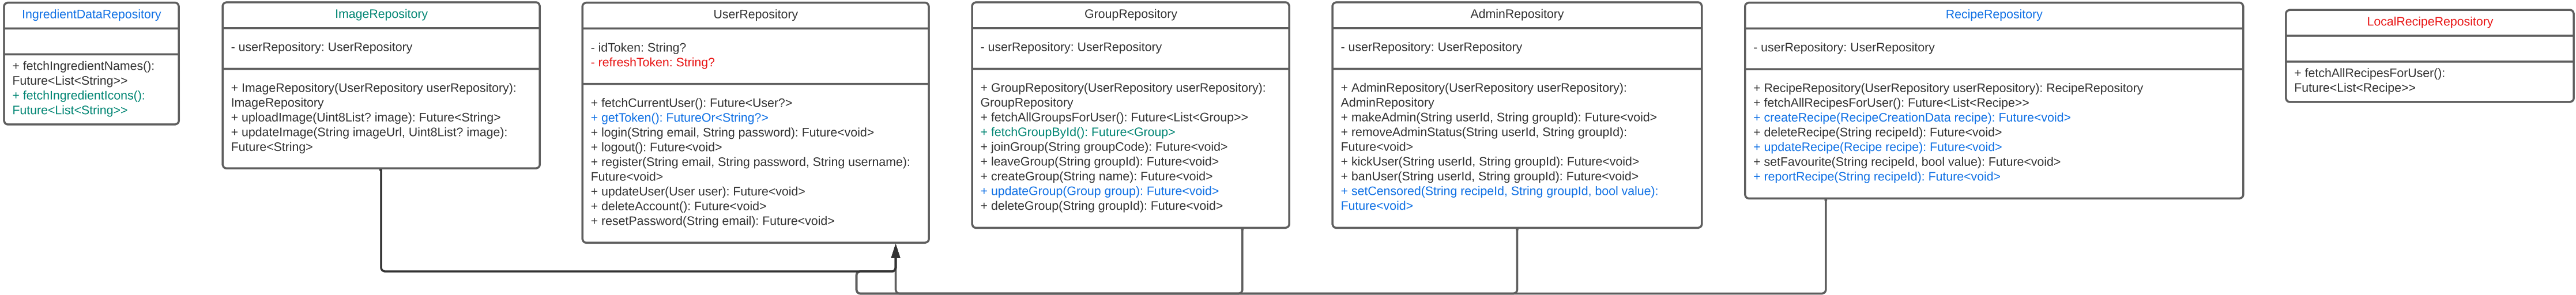 IngredientDataRepository
+ fetchIngredientNames():
Future<List<String>>
+ fetchIngredientIcons():
Future<List<String>>
ImageRepository
- userRepository: UserRepository
+ ImageRepository(UserRepository userRepository):
ImageRepository
+ uploadImage(Uint8List? image): Future<String>
+ updateImage(String imageUrl, Uint8List? image):
Future<String>
UserRepository
- idToken: String?
- refreshToken: String?
+ fetchCurrentUser(): Future<User?>
+ getToken(): FutureOr<String?>
+ login(String email, String password): Future<void>
+ logout(): Future<void>
+ register(String email, String password, String username):
Future<void>
+ updateUser(User user): Future<void>
+ deleteAccount(): Future<void>
+ resetPassword(String email): Future<void>
GroupRepository
- userRepository: UserRepository
+ GroupRepository(UserRepository userRepository):
GroupRepository
+ fetchAllGroupsForUser(): Future<List<Group>>
+ fetchGroupById(): Future<Group>
+ joinGroup(String groupCode): Future<void>
+ leaveGroup(String groupId): Future<void>
+ createGroup(String name): Future<void>
+ updateGroup(Group group): Future<void>
+ deleteGroup(String groupId): Future<void>
AdminRepository
- userRepository: UserRepository
+ AdminRepository(UserRepository userRepository):
AdminRepository
+ makeAdmin(String userId, String groupId): Future<void>
+ removeAdminStatus(String userId, String groupId):
Future<void>
+ kickUser(String userId, String groupId): Future<void>
+ banUser(String userId, String groupId): Future<void>
+ setCensored(String recipeId, String groupId, bool value):
Future<void>
RecipeRepository
- userRepository: UserRepository
+ RecipeRepository(UserRepository userRepository): RecipeRepository
+ fetchAllRecipesForUser(): Future<List<Recipe>>
+ createRecipe(RecipeCreationData recipe): Future<void>
+ deleteRecipe(String recipeId): Future<void>
+ updateRecipe(Recipe recipe): Future<void>
+ setFavourite(String recipeId, bool value): Future<void>
+ reportRecipe(String recipeId): Future<void>
LocalRecipeRepository
+ fetchAllRecipesForUser():
Future<List<Recipe>>